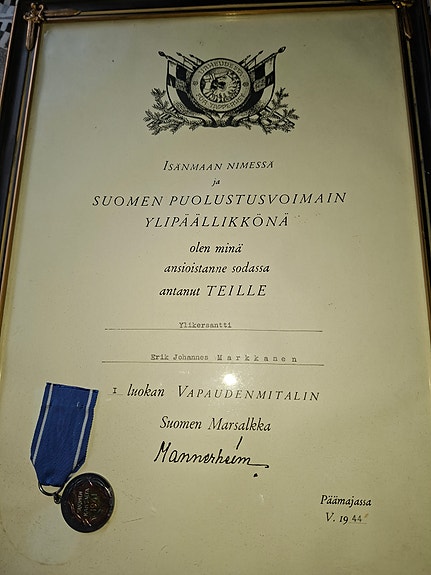 ISÄNMAAN NIMESSÄ
ja
SUOMEN PUOLUSTUSVOIMAIN
YLIPÄÄLLIKKÖNÄ
olen minä
ansioistanne sodassa
antanut TEILLE
Ylikersantti
Erik Johannes Markkanen
I luokan VAPAUDENMITALIN
Suomen Marsalkka
Mannerheim
Päämajassa
V. 1944